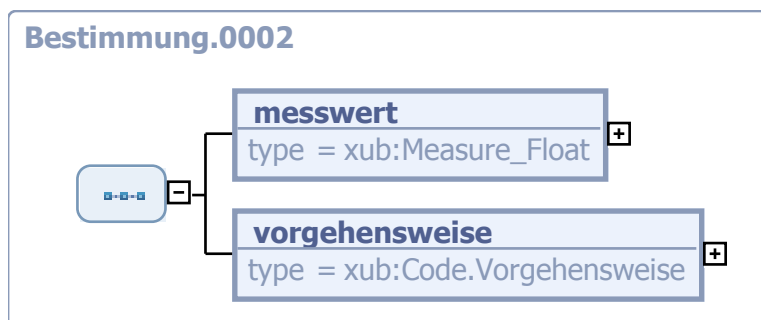 Bestimmung.0002
messwert
type = xub:Measure_Float
vorgehensweise
type = xub:Code.Vorgehensweise